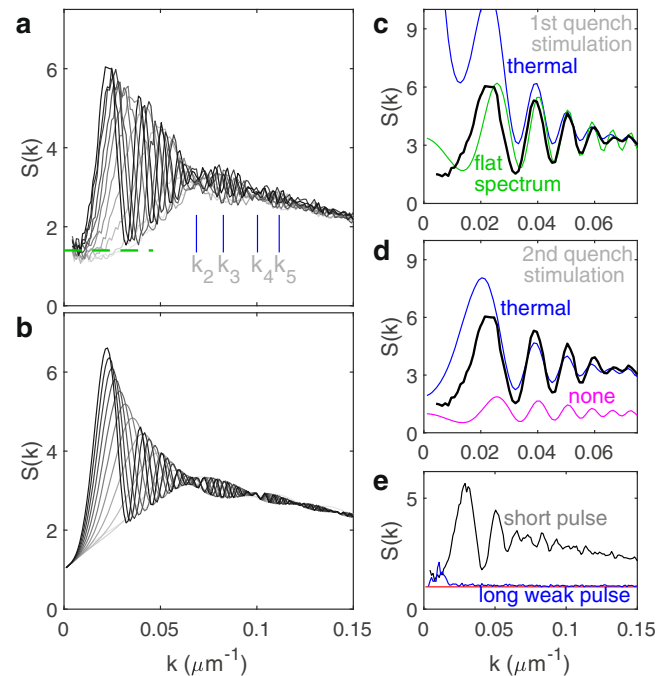 a
6
4
2
0
S(k)
k2
k3
k4
k5
b
6
4
2
0
S(k)
0
0.05
0.1
0.15
k (μm⁻¹)
c
9
6
3
0
S(k)
1st quench
stimulation
thermal
flat
spectrum
0
0.02
0.04
0.06
d
9
6
3
0
S(k)
2nd quench
stimulation
thermal
none
0
0.02
0.04
0.06
e
5
0
S(k)
short pulse
long weak pulse
0
0.05
0.1
0.15
k (μm⁻¹)